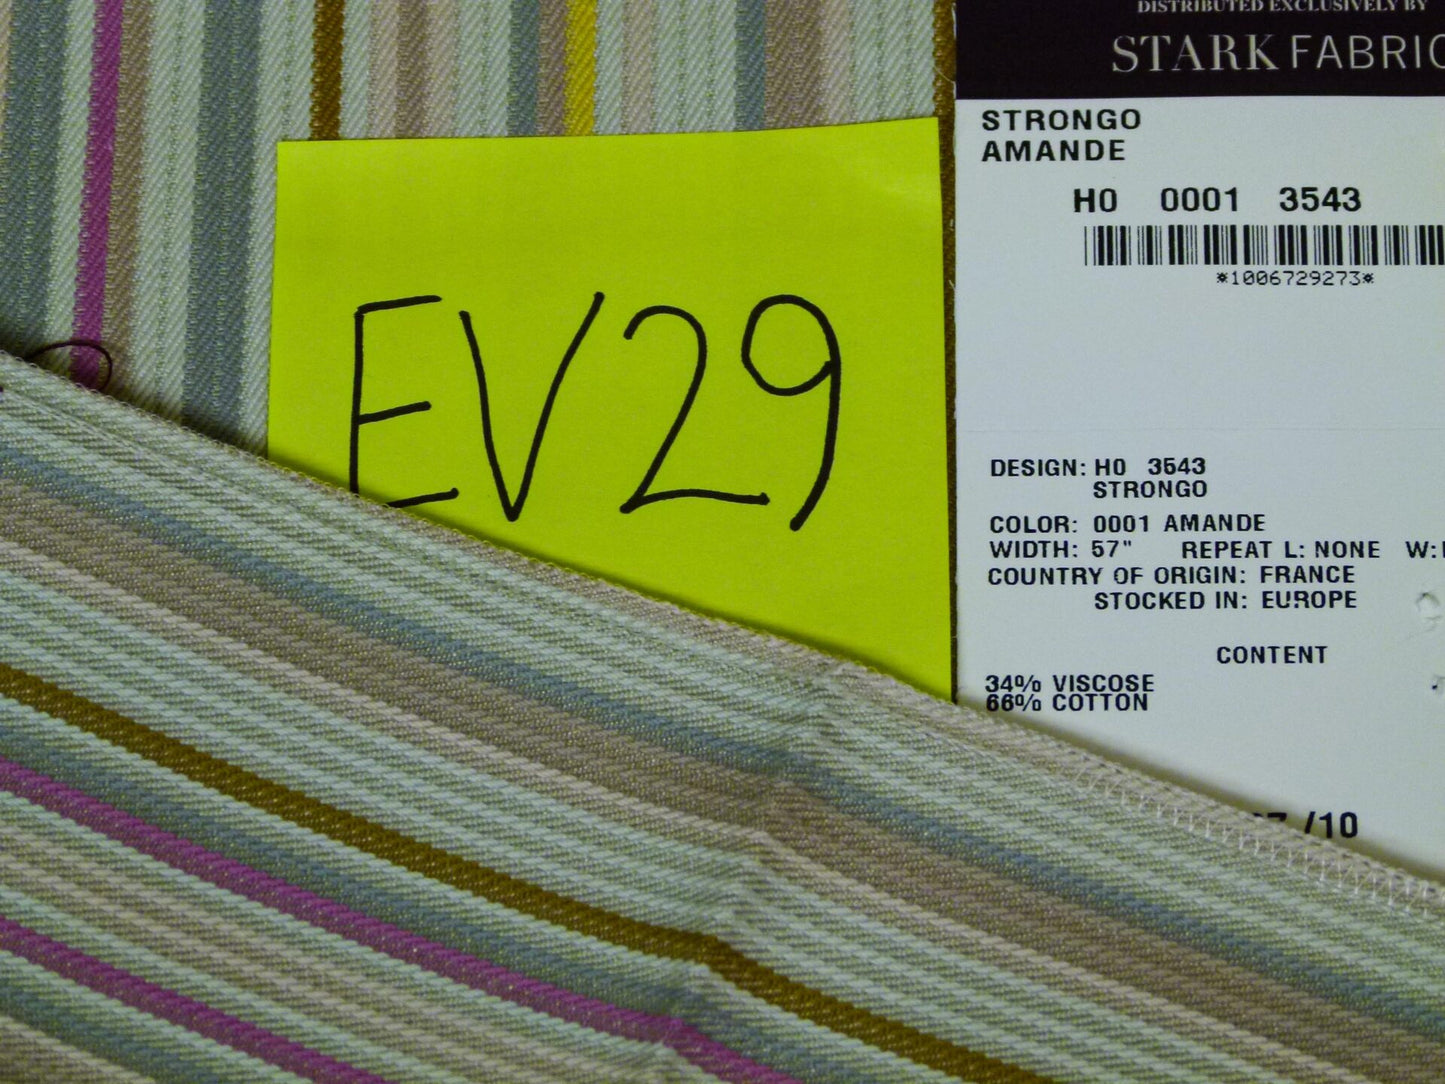 DISTRIBUTED EXCLUSIVELY BY
STARK FABRIC
STRONGO
AMANDE
H0 0001 3543
*1006729273*
EV29
DESIGN: H0 3543
STRONGO
COLOR: 0001 AMANDE
WIDTH: 57" REPEAT L: NONE W:
COUNTRY OF ORIGIN: FRANCE
STOCKED IN: EUROPE
CONTENT
34% VISCOSE
66% COTTON
/10